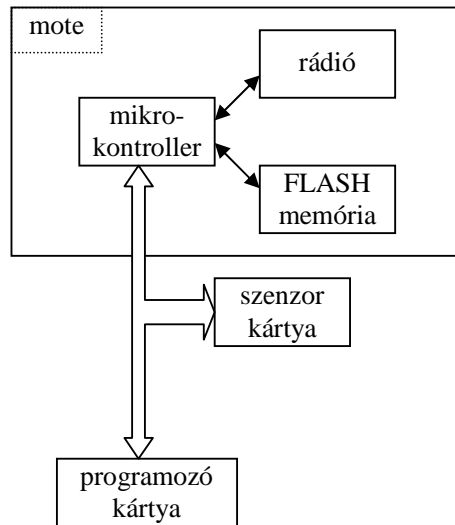 mote
rádió
mikro-
kontroller
FLASH
memória
szenzor
kártya
programozó
kártya